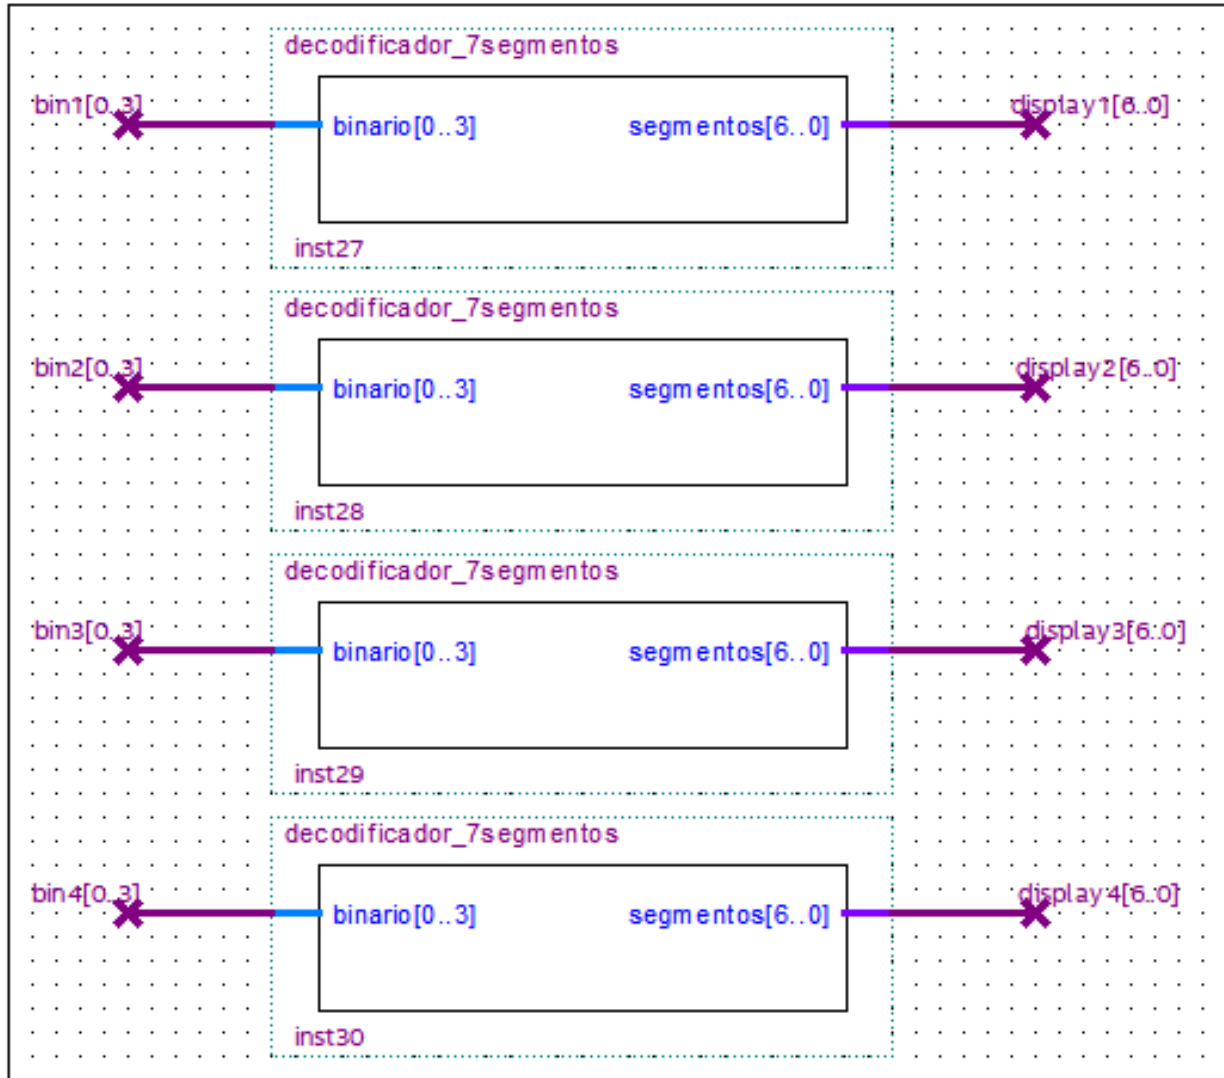 decodificador_7segmentos
bin1[0..3]
binario[0..3]
segmentos[6..0]
display1[6..0]
inst27
decodificador_7segmentos
bin2[0..3]
binario[0..3]
segmentos[6..0]
display2[6..0]
inst28
decodificador_7segmentos
bin3[0..3]
binario[0..3]
segmentos[6..0]
display3[6..0]
inst29
decodificador_7segmentos
bin4[0..3]
binario[0..3]
segmentos[6..0]
display4[6..0]
inst30